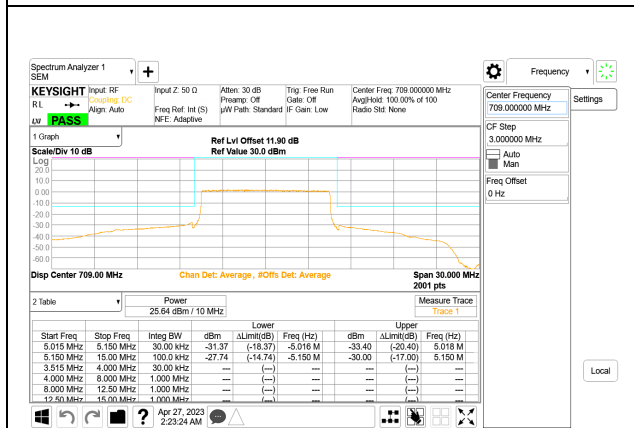 Spectrum Analyzer 1
SEM
+
Frequency
KEYSIGHT Input: RF Input Z: 50 Ω Atten: 30 dB Trig: Free Run Center Freq: 709.000000 MHz
RL Coupling: DC Preamp: Off Gate: Off Avg|Hold: 100.00% of 100
Align: Auto Freq Ref: Int (S) µW Path: Standard IF Gain: Low Radio Std: None
LXI PASS NFE: Adaptive
Center Frequency
709.000000 MHz
Settings
CF Step
3.000000 MHz
Auto
Man
Freq Offset
0 Hz
Local
1 Graph
Ref Lvl Offset 11.90 dB
Scale/Div 10 dB Ref Value 30.0 dBm
Log
20.0
10.0
0.00
-10.0
-20.0
-30.0
-40.0
-50.0
-60.0
Disp Center 709.00 MHz Chan Det: Average, #Offs Det: Average Span 30.000 MHz
2001 pts
2 Table Power Measure Trace
25.64 dBm / 10 MHz Trace 1
Lower Upper
Start Freq Stop Freq Integ BW dBm ΔLimit(dB) Freq (Hz) dBm ΔLimit(dB) Freq (Hz)
5.015 MHz 5.150 MHz 30.00 kHz -31.37 (-18.37) -5.016 M -33.40 (-20.40) 5.018 M
5.150 MHz 15.00 MHz 100.0 kHz -27.74 (-14.74) -5.150 M -30.00 (-17.00) 5.150 M
3.515 MHz 4.000 MHz 30.00 kHz --- (---) --- (---)
4.000 MHz 8.000 MHz 1.000 MHz --- (---) --- (---)
8.000 MHz 12.50 MHz 1.000 MHz --- (---) --- (---)
12.50 MHz 15.00 MHz 1.000 MHz --- (---) --- (---)
? Apr 27, 2023
2:23:24 AM